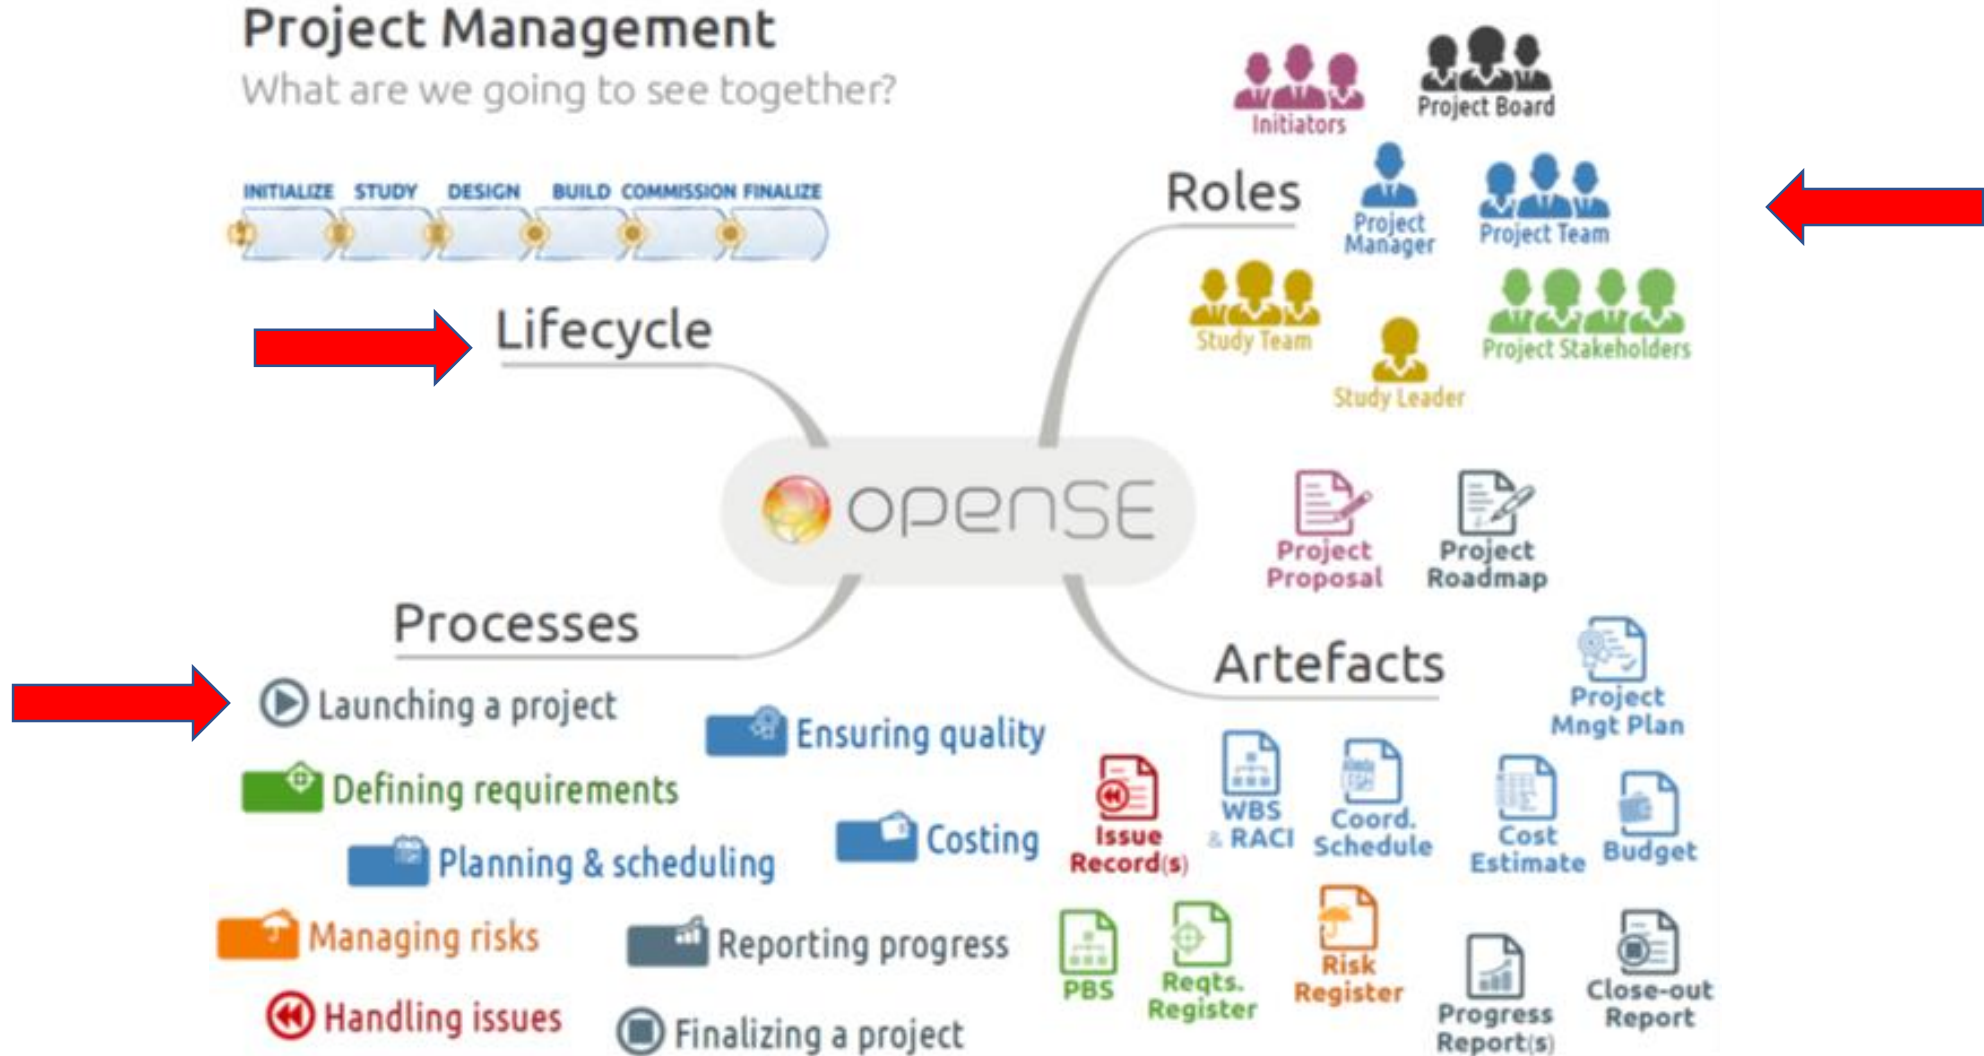 Project Management
What are we going to see together?
INITIALIZE STUDY DESIGN BUILD COMMISSION FINALIZE
Lifecycle
Roles
Initiators
Project Board
Project
Manager
Project Team
Study Team
Study Leader
Project Stakeholders
openSE
Processes
Launching a project
Ensuring quality
Defining requirements
Costing
Planning & scheduling
Managing risks
Reporting progress
Handling issues
Finalizing a project
Artefacts
Project
Proposal
Project
Roadmap
Project
Mngt Plan
Issue
Record(s)
WBS
& RACI
Coord.
Schedule
Cost
Estimate
Budget
PBS
Reqts.
Register
Risk
Register
Progress
Report(s)
Close-out
Report